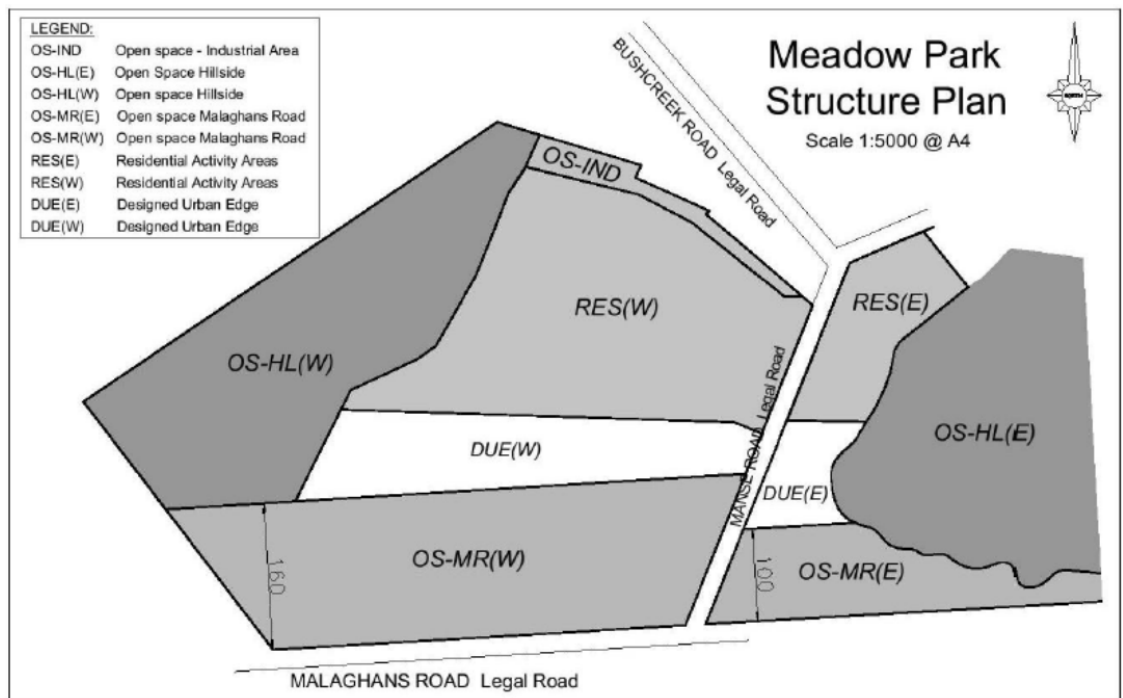 LEGEND:
OS-IND Open space - Industrial Area
OS-HL(E) Open Space Hillside
OS-HL(W) Open space Hillside
OS-MR(E) Open space Malaghans Road
OS-MR(W) Open space Malaghans Road
RES(E) Residential Activity Areas
RES(W) Residential Activity Areas
DUE(E) Designed Urban Edge
DUE(W) Designed Urban Edge
Meadow Park
Structure Plan
Scale 1:5000 @ A4
BUSHCREEK ROAD Legal Road
OS-IND
RES(W)
RES(E)
OS-HL(W)
OS-HL(E)
MANSE ROAD Legal Road
DUE(W)
DUE(E)
OS-MR(W)
OS-MR(E)
160
100
MALAGHANS ROAD Legal Road